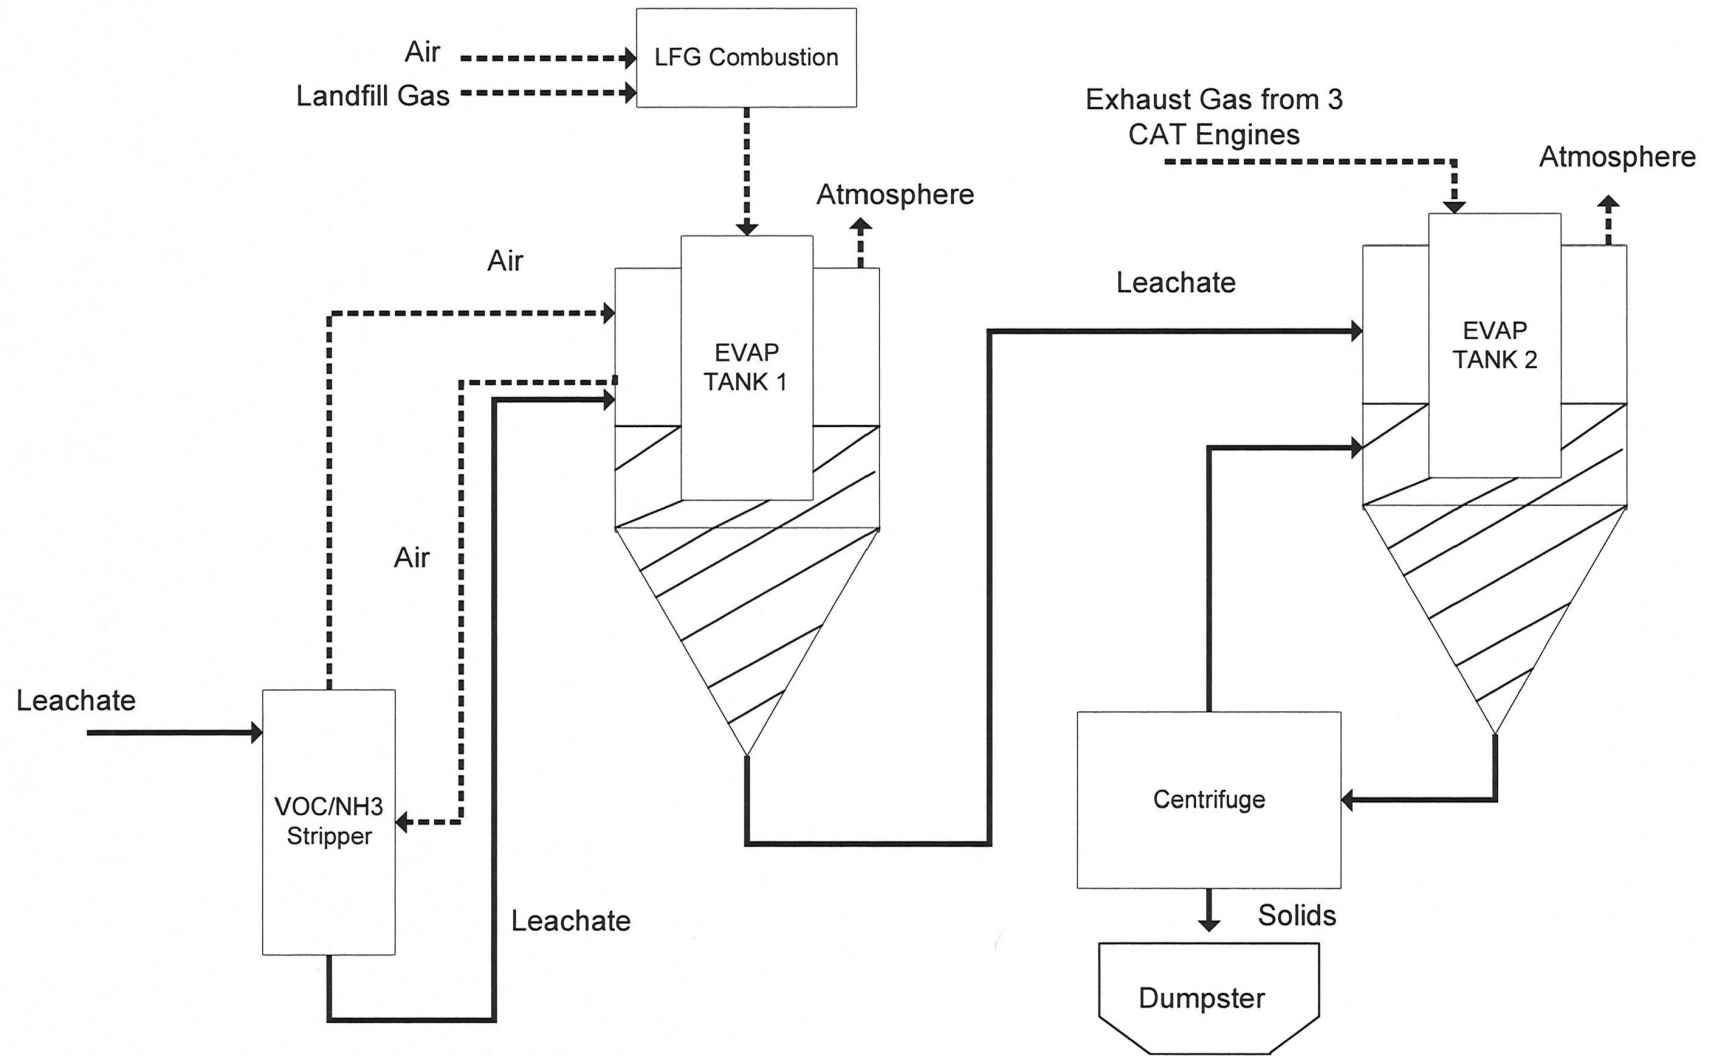 Air
LFG Combustion
Landfill Gas
Exhaust Gas from 3
CAT Engines
Atmosphere
Atmosphere
Air
Leachate
EVAP
TANK 1
EVAP
TANK 2
Air
Leachate
VOC/NH3
Stripper
Centrifuge
Leachate
Solids
Dumpster